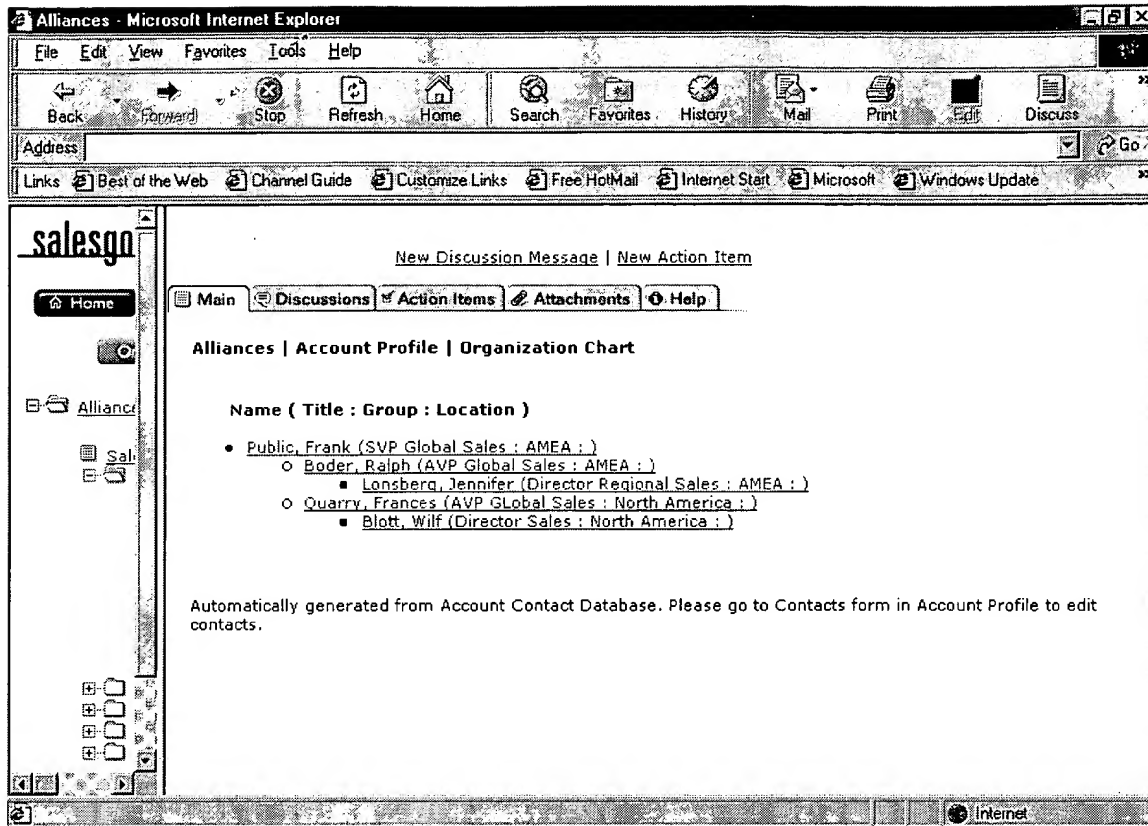 Alliances - Microsoft Internet Explorer
File Edit View Favorites Tools Help
Back Forward Stop Refresh Home Search Favorites History Mail Print Edit Discuss
Address Go
Links Best of the Web Channel Guide Customize Links Free HotMail Internet Start Microsoft Windows Update
salesgo
New Discussion Message | New Action Item
Home
Main Discussions Action Items Attachments Help
Alliances | Account Profile | Organization Chart
Alliance
Name ( Title : Group : Location )
Public, Frank (SVP Global Sales : AMEA : )
Sal
Boder, Ralph (AVP Global Sales : AMEA : )
Lonsberg, Jennifer (Director Regional Sales : AMEA : )
Quarry, Frances (AVP GLobal Sales : North America : )
Blott, Wilf (Director Sales : North America : )
Automatically generated from Account Contact Database. Please go to Contacts form in Account Profile to edit
contacts.
Internet